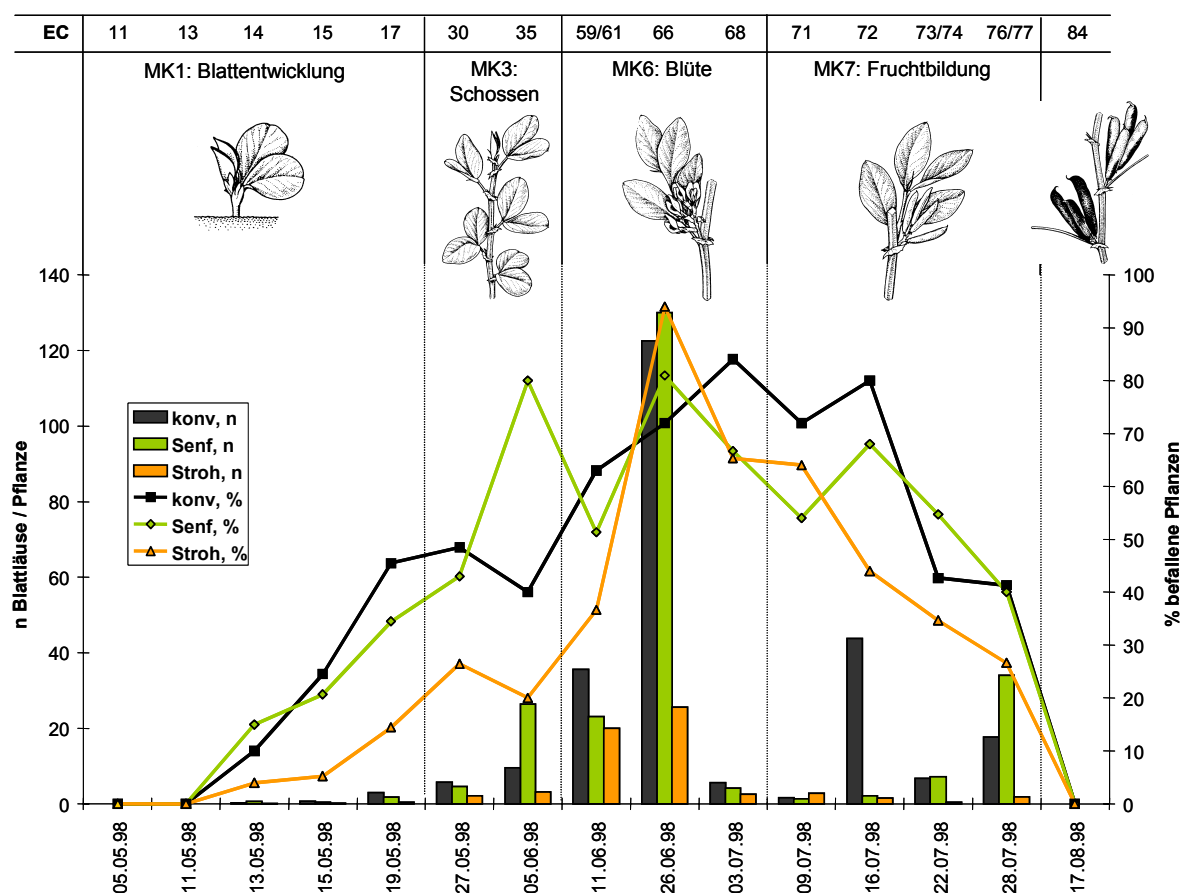 EC 11 13 14 15 17 30 35 59/61 66 68 71 72 73/74 76/77 84
MK1: Blattentwicklung
MK3:
Schossen
MK6: Blüte
MK7: Fruchtbildung
n Blattläuse / Pflanze
140
120
100
80
60
40
20
0
konv, n
Senf, n
Stroh, n
konv, %
Senf, %
Stroh, %
100
90
80
70
60
50
40
30
20
10
0
% befallene Pflanzen
05.05.98
11.05.98
13.05.98
15.05.98
19.05.98
27.05.98
05.06.98
11.06.98
26.06.98
03.07.98
09.07.98
16.07.98
22.07.98
28.07.98
17.08.98